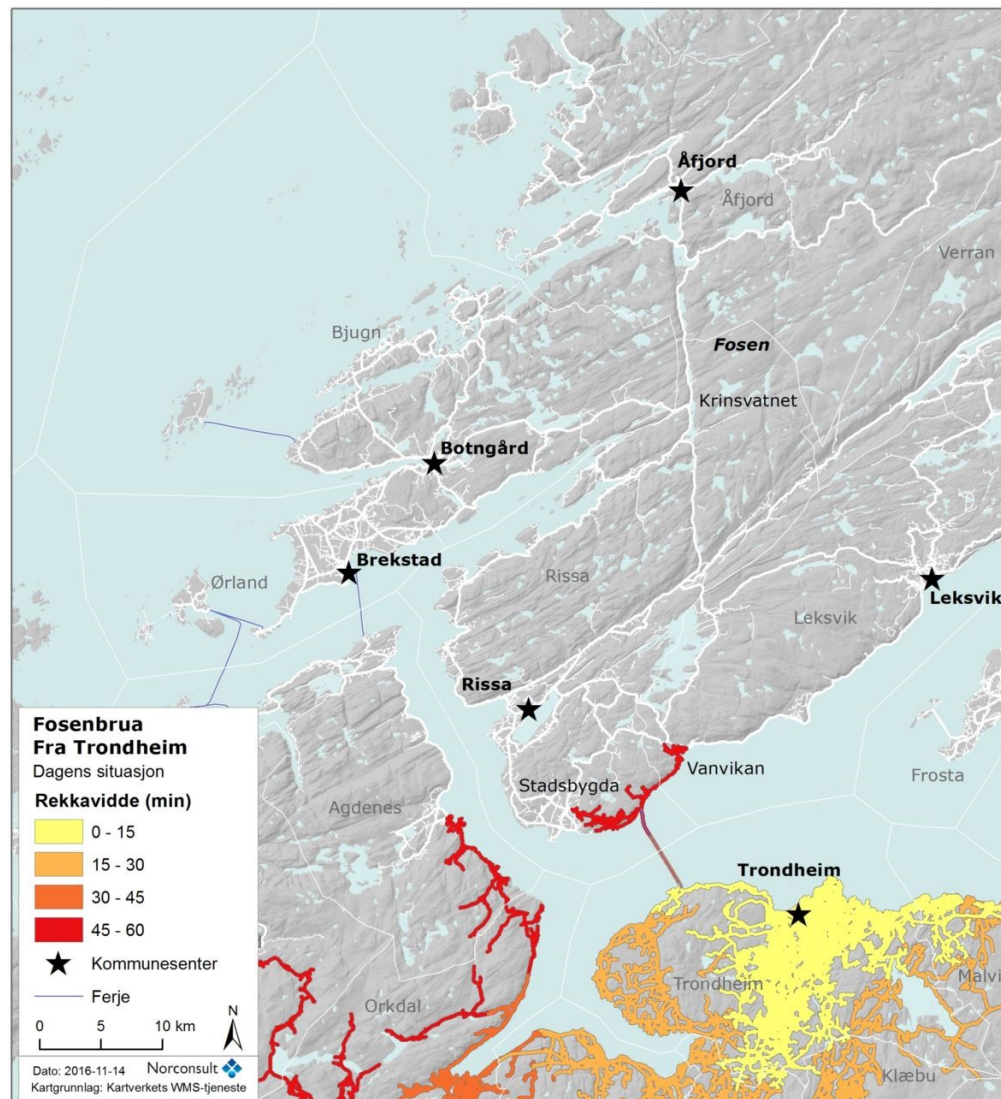 Åfjord
Åfjord
Verran
Bjugn
Fosen
Krinsvatnet
Botngård
Brekstad
Ørland
Rissa
Leksvik
Leksvik
Rissa
Vanvikan
Stadsbygda
Frosta
Agdenes
Trondheim
Trondheim
Malvi
Orkdal
Klæbu
Fosenbrua
Fra Trondheim
Dagens situasjon
Rekkavidde (min)
0 - 15
15 - 30
30 - 45
45 - 60
Kommunesenter
Ferje
0 5 10 km
N
Dato: 2016-11-14 Norconsult
Kartgrunnlag: Kartverkets WMS-tjeneste